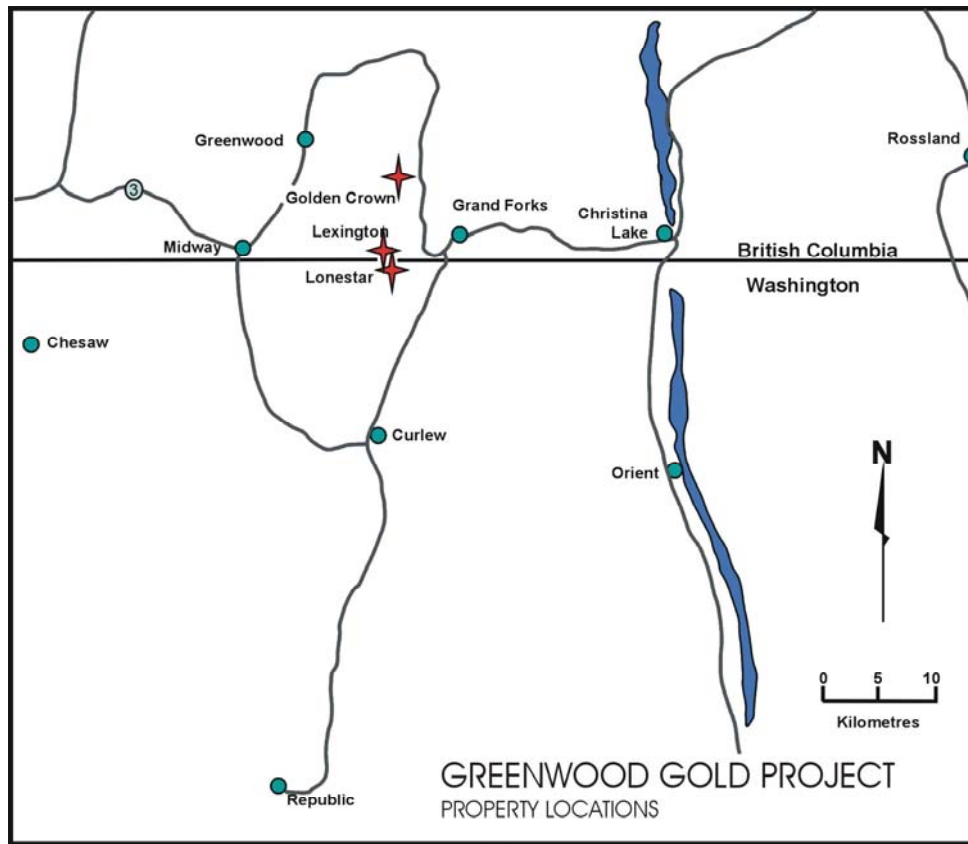 Greenwood
Rossland
3
Golden Crown
Grand Forks
Christina
Lake
Lexington
Midway
British Columbia
Lonestar
Washington
Chesaw
Curlew
N
Orient
0 5 10
Kilometres
GREENWOOD GOLD PROJECT
Republic
PROPERTY LOCATIONS